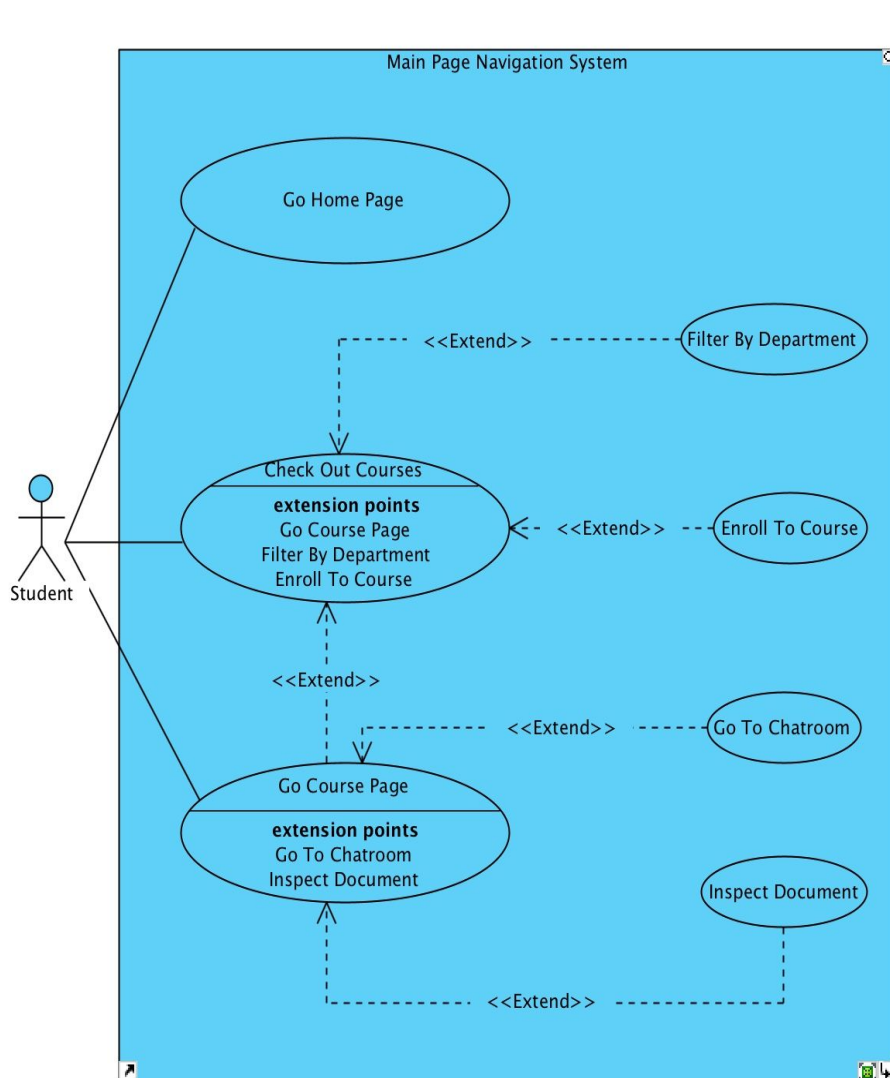 Main Page Navigation System
Go Home Page
<<Extend>>
Filter By Department
Check Out Courses
extension points
Go Course Page
Filter By Department
Enroll To Course
<<Extend>>
Enroll To Course
Student
<<Extend>>
<<Extend>>
Go To Chatroom
Go Course Page
extension points
Go To Chatroom
Inspect Document
Inspect Document
<<Extend>>